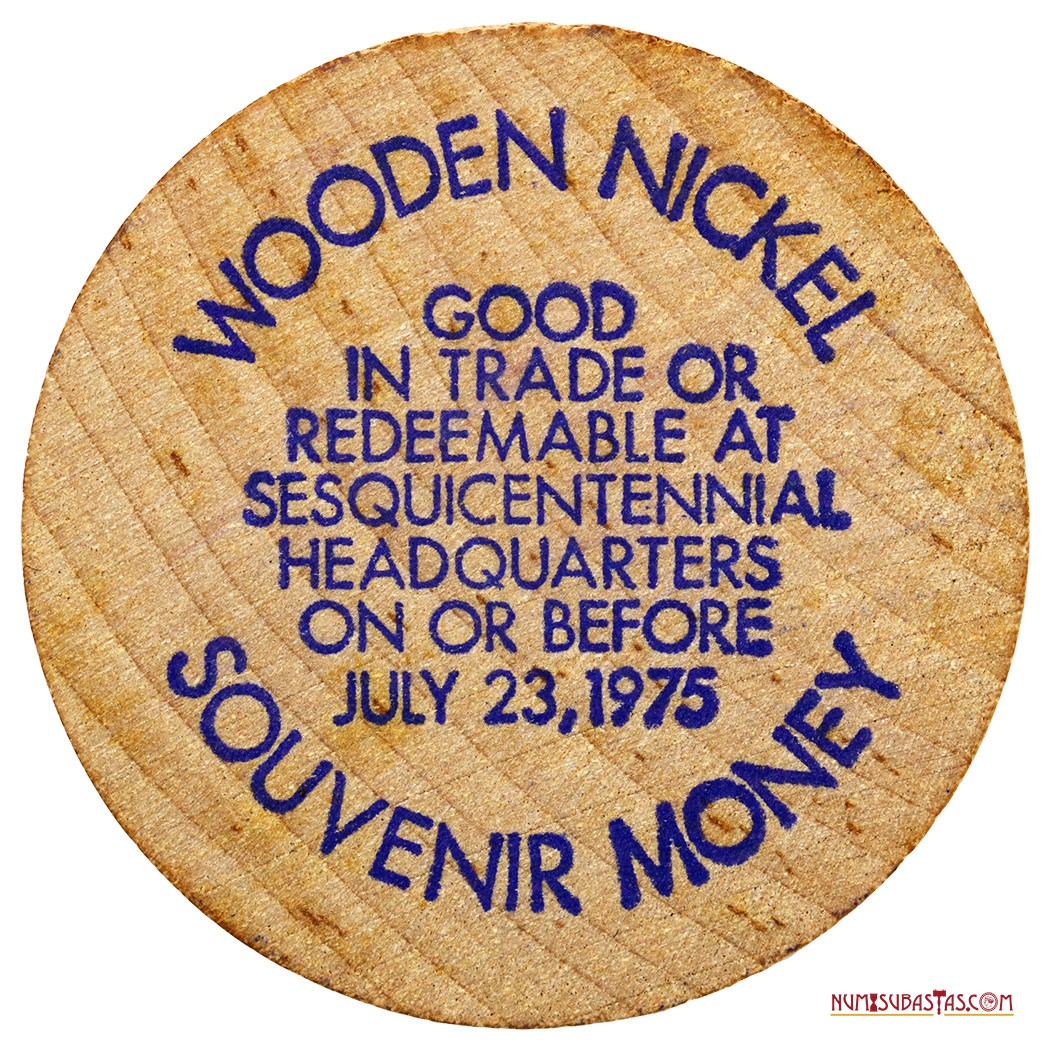 WOODEN NICKEL
GOOD
IN TRADE OR
REDEEMABLE AT
SESQUICENTENNIAL
HEADQUARTERS
ON OR BEFORE
JULY 23, 1975
SOUVENIR MONEY
NUMISUBASTAS.COM